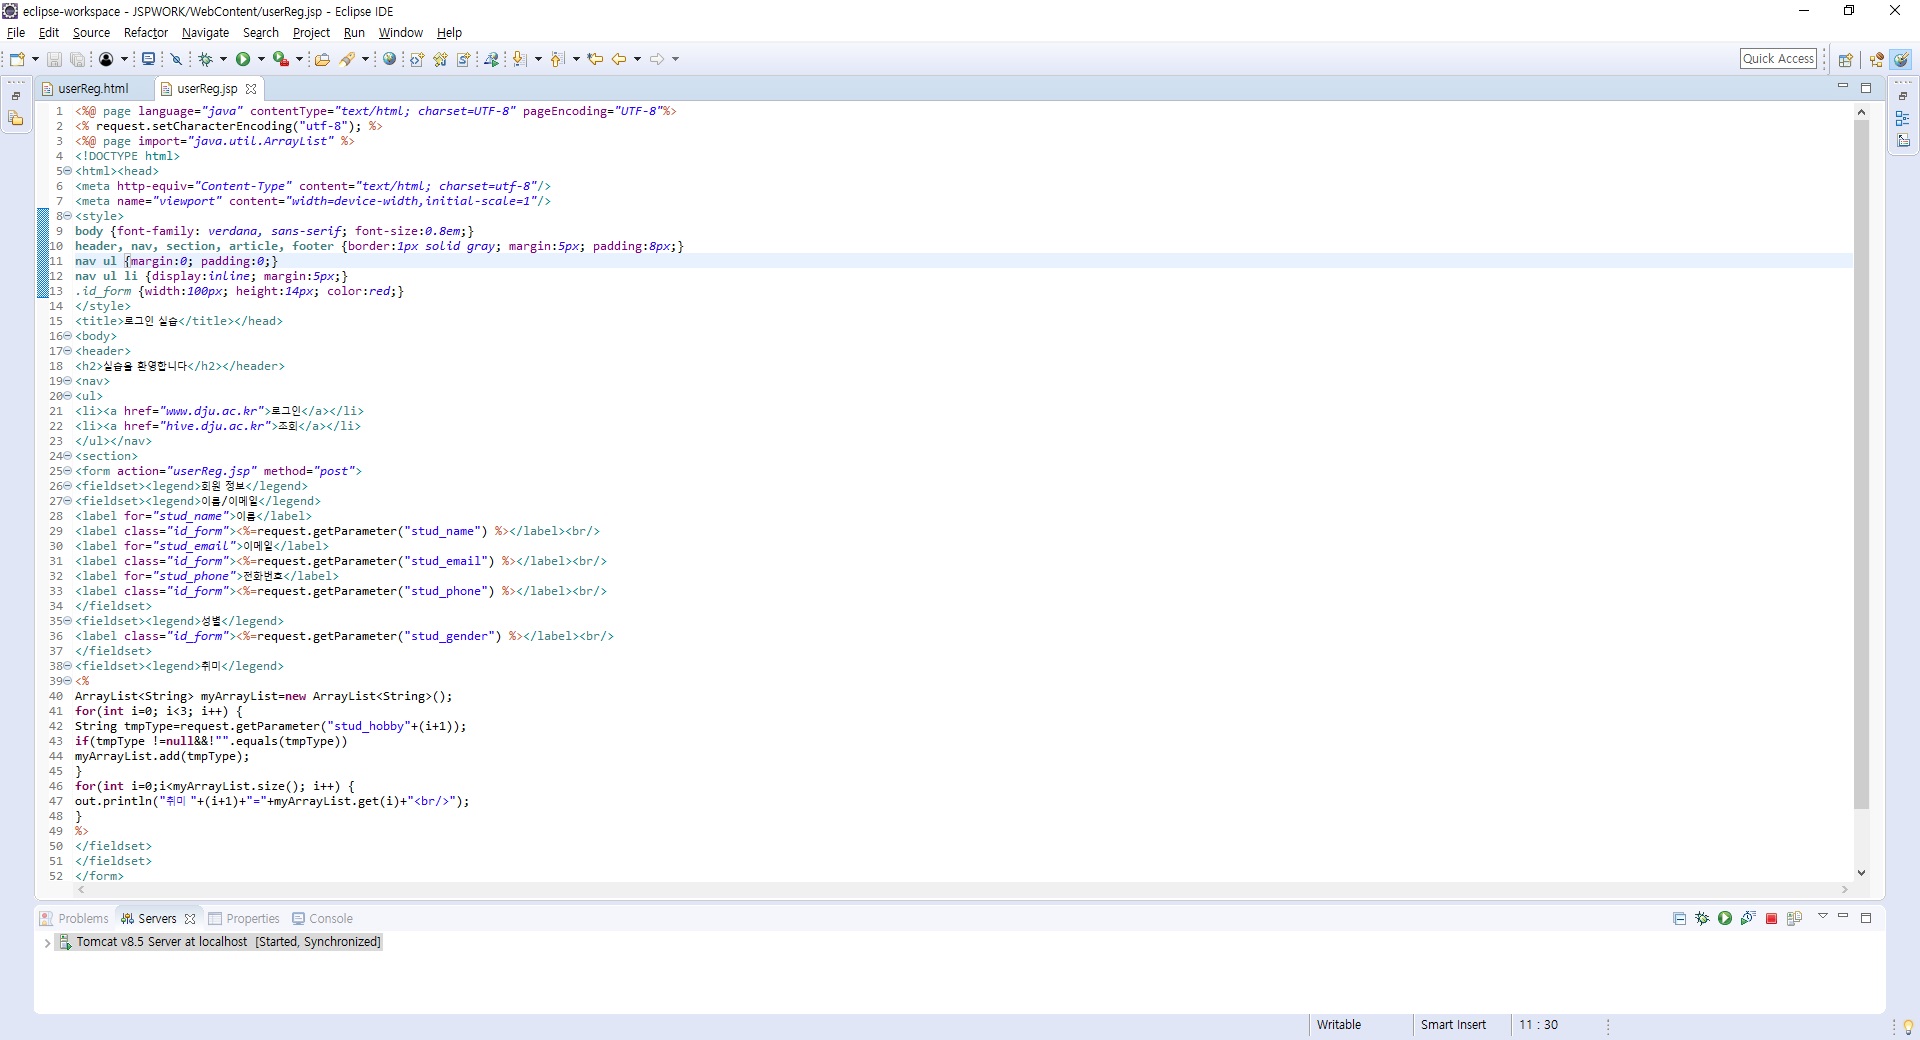 eclipse-workspace - JSPWORK/WebContent/userReg.jsp - Eclipse IDE
File Edit Source Refactor Navigate Search Project Run Window Help
Quick Access
userReg.html userReg.jsp
1 <%@ page language="java" contentType="text/html; charset=UTF-8" pageEncoding="UTF-8"%>
2 <% request.setCharacterEncoding("utf-8"); %>
3 <%@ page import="java.util.ArrayList" %>
4 <!DOCTYPE html>
5 <html><head>
6 <meta http-equiv="Content-Type" content="text/html; charset=utf-8"/>
7 <meta name="viewport" content="width=device-width,initial-scale=1"/>
8 <style>
9 body {font-family: verdana, sans-serif; font-size:0.8em;}
10 header, nav, section, article, footer {border:1px solid gray; margin:5px; padding:8px;}
11 nav ul {margin:0; padding:0;}
12 nav ul li {display:inline; margin:5px;}
13 .id_form {width:100px; height:14px; color:red;}
14 </style>
15 <title>로그인 실습</title></head>
16 <body>
17 <header>
18 <h2>실습을 환영합니다</h2></header>
19 <nav>
20 <ul>
21 <li><a href="www.dju.ac.kr">로그인</a></li>
22 <li><a href="hive.dju.ac.kr">조회</a></li>
23 </ul></nav>
24 <section>
25 <form action="userReg.jsp" method="post">
26 <fieldset><legend>회원 정보</legend>
27 <fieldset><legend>이름/이메일</legend>
28 <label for="stud_name">이름</label>
29 <label class="id_form"><%=request.getParameter("stud_name") %></label><br/>
30 <label for="stud_email">이메일</label>
31 <label class="id_form"><%=request.getParameter("stud_email") %></label><br/>
32 <label for="stud_phone">전화번호</label>
33 <label class="id_form"><%=request.getParameter("stud_phone") %></label><br/>
34 </fieldset>
35 <fieldset><legend>성별</legend>
36 <label class="id_form"><%=request.getParameter("stud_gender") %></label><br/>
37 </fieldset>
38 <fieldset><legend>취미</legend>
39 <%
40 ArrayList<String> myArrayList=new ArrayList<String>();
41 for(int i=0; i<3; i++) {
42 String tmpType=request.getParameter("stud_hobby"+(i+1));
43 if(tmpType !=null&&!"".equals(tmpType))
44 myArrayList.add(tmpType);
45 }
46 for(int i=0;i<myArrayList.size(); i++) {
47 out.println("취미 "+(i+1)+"="+myArrayList.get(i)+"<br/>");
48 }
49 %>
50 </fieldset>
51 </fieldset>
52 </form>
Problems Servers Properties Console
Tomcat v8.5 Server at localhost [Started, Synchronized]
Writable Smart Insert 11 : 30